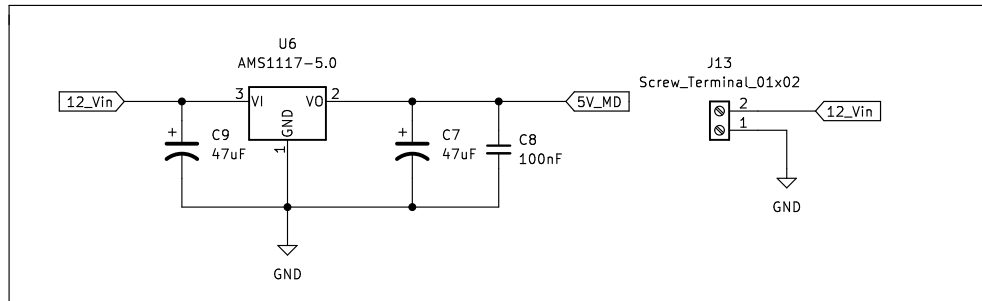 U6
AMS1117-5.0
12_Vin
3
VI
VO
2
5V_MD
GND
1
+
C9
47uF
+
C7
47uF
C8
100nF
GND
J13
Screw_Terminal_01x02
2
12_Vin
1
GND